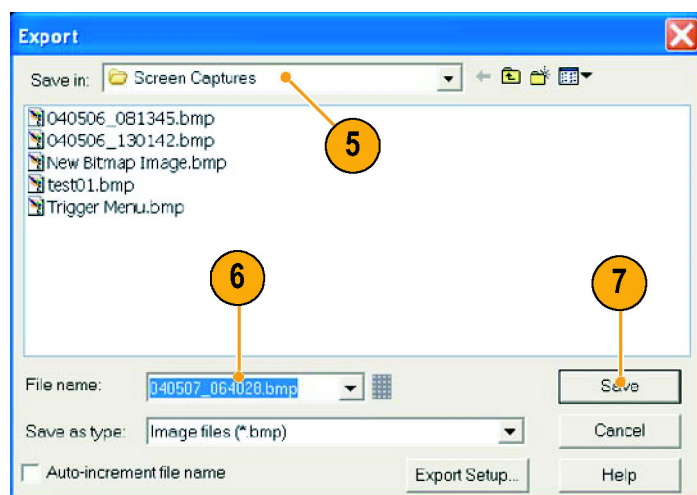 Export
Save in: Screen Captures
040506_081345.bmp
040506_130142.bmp
New Bitmap Image.bmp
test01.bmp
Trigger Menu.bmp
5
6
7
File name: 040507_064028.bmp
Save
Save as type: Image files (*.bmp)
Cancel
Auto-increment file name
Export Setup...
Help